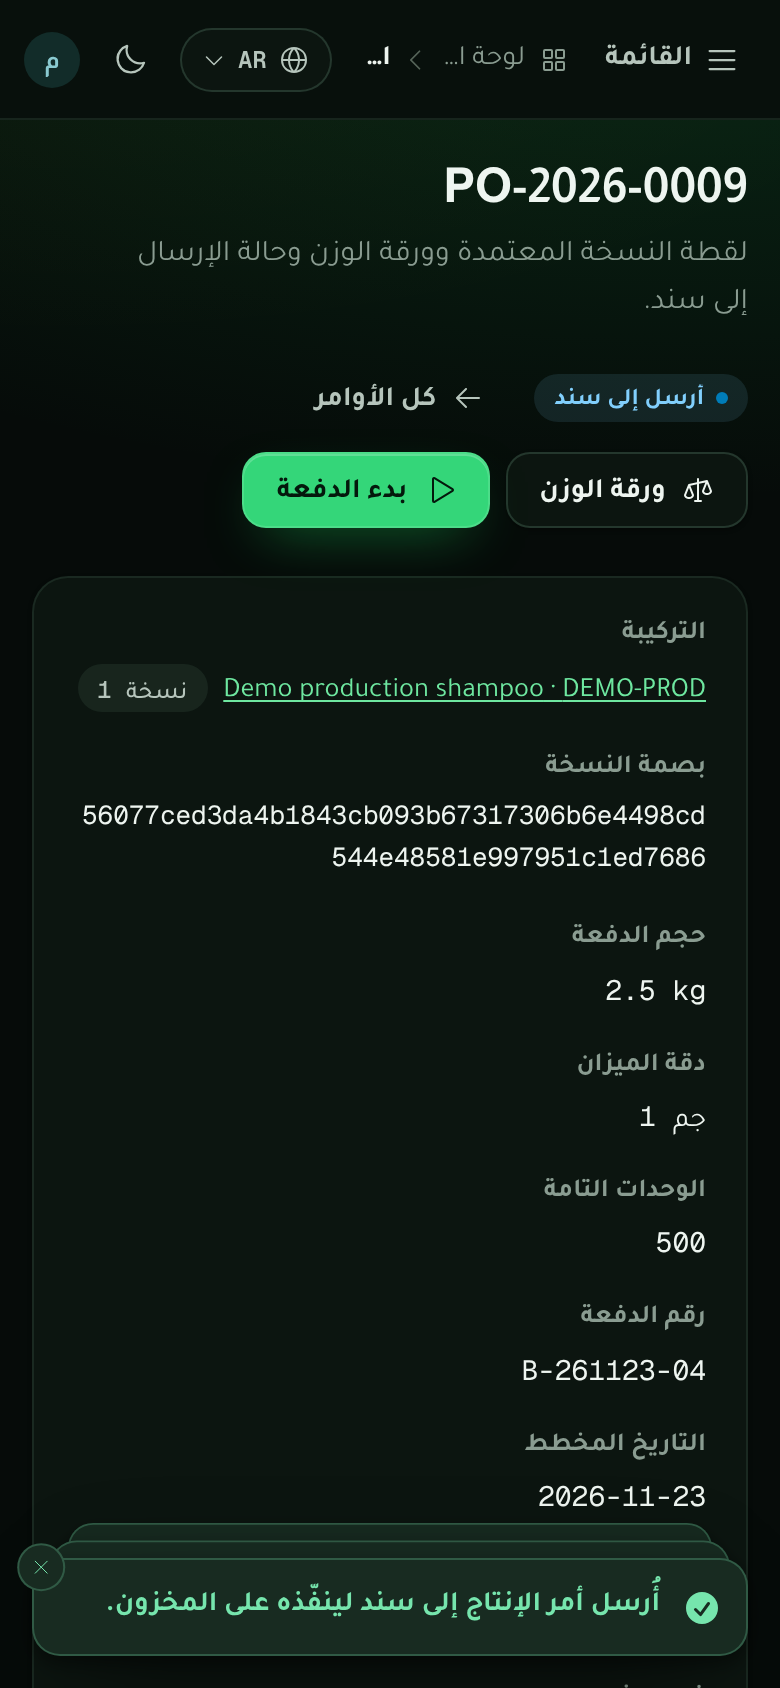 القائمة
لوحة ا...
ا...
AR
م
PO-2026-0009
لقطة النسخة المعتمدة وورقة الوزن وحالة الإرسال
إلى سند.
أرسل إلى سند
كل الأوامر
ورقة الوزن
بدء الدفعة
التركيبة
Demo production shampoo · DEMO-PROD
نسخة 1
بصمة النسخة
56077ced3da4b1843cb093b67317306b6e4498cd
544e48581e997951c1ed7686
حجم الدفعة
2.5 kg
دقة الميزان
1 جم
الوحدات التامة
500
رقم الدفعة
B-261123-04
التاريخ المخطط
2026-11-23
أُرسل أمر الإنتاج إلى سند لينفّذه على المخزون.